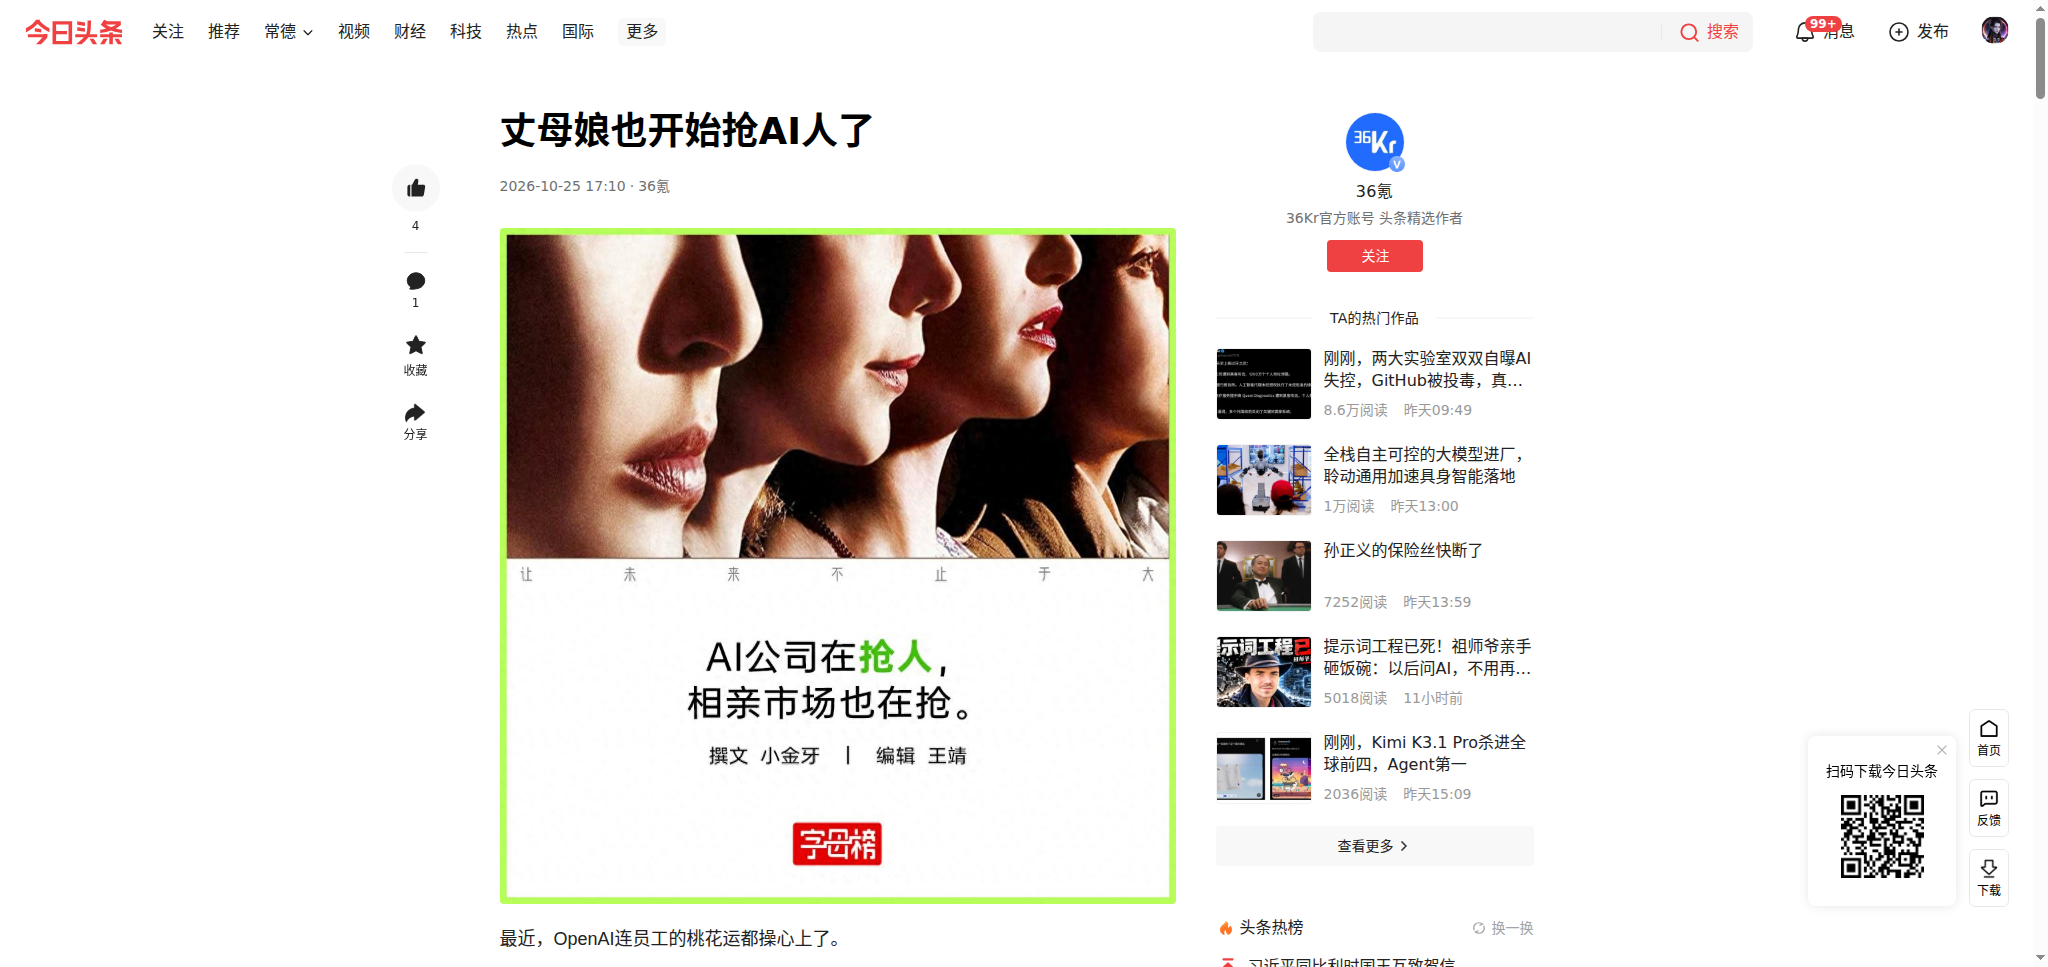 今日头条
关注
推荐
常德
视频
财经
科技
热点
国际
更多
搜索
99+
消息
发布
丈母娘也开始抢AI人了
2026-10-25 17:10 · 36氪
4
1
收藏
分享
让未来不止于大
AI公司在抢人，
相亲市场也在抢。
撰文 小金牙 | 编辑 王靖
字母榜
最近，OpenAI连员工的桃花运都操心上了。
36Kr
36氪
36Kr官方账号 头条精选作者
关注
TA的热门作品
刚刚，两大实验室双双自曝AI
失控，GitHub被投毒，真...
8.6万阅读 昨天09:49
全栈自主可控的大模型进厂，
聆动通用加速具身智能落地
1万阅读 昨天13:00
孙正义的保险丝快断了
7252阅读 昨天13:59
提示词工程已死！祖师爷亲手
砸饭碗：以后问AI，不用再...
5018阅读 11小时前
刚刚，Kimi K3.1 Pro杀进全
球前四，Agent第一
2036阅读 昨天15:09
查看更多
头条热榜
换一换
习近平同比利时国王互致贺信
扫码下载今日头条
首页
反馈
下载